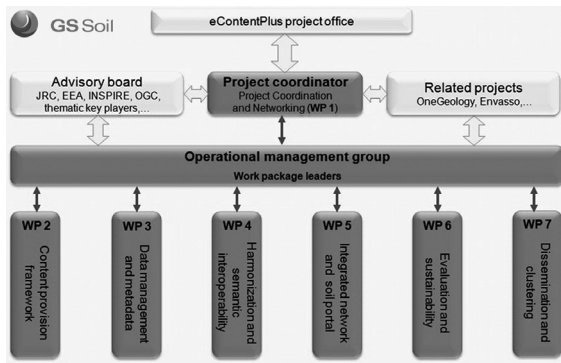 GS Soil
eContentPlus project office
Advisory board
JRC, EEA, INSPIRE, OGC,
thematic key players,...
Project coordinator
Project Coordination
and Networking (WP 1)
Related projects
OneGeology, Envasso,...
Operational management group
Work package leaders
WP 2
Content provision
framework
WP 3
Data management
and metadata
WP 4
Harmonization and
semantic
interoperability
WP 5
Integrated network
and soil portal
WP 6
Evaluation and
sustainability
WP 7
Dissemination and
clustering